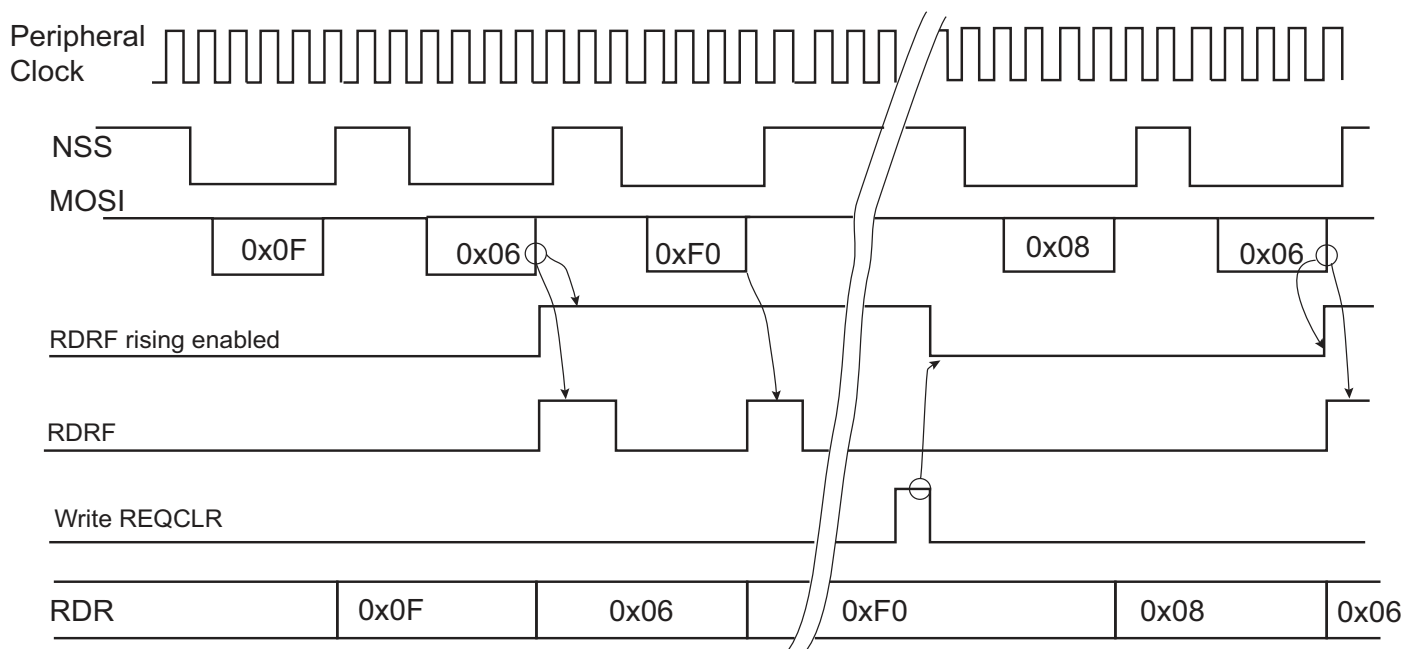 Peripheral
Clock
NSS
MOSI
0x0F 0x06 0xF0 0x08 0x06
RDRF rising enabled
RDRF
Write REQCLR
RDR 0x0F 0x06 0xF0 0x08 0x06